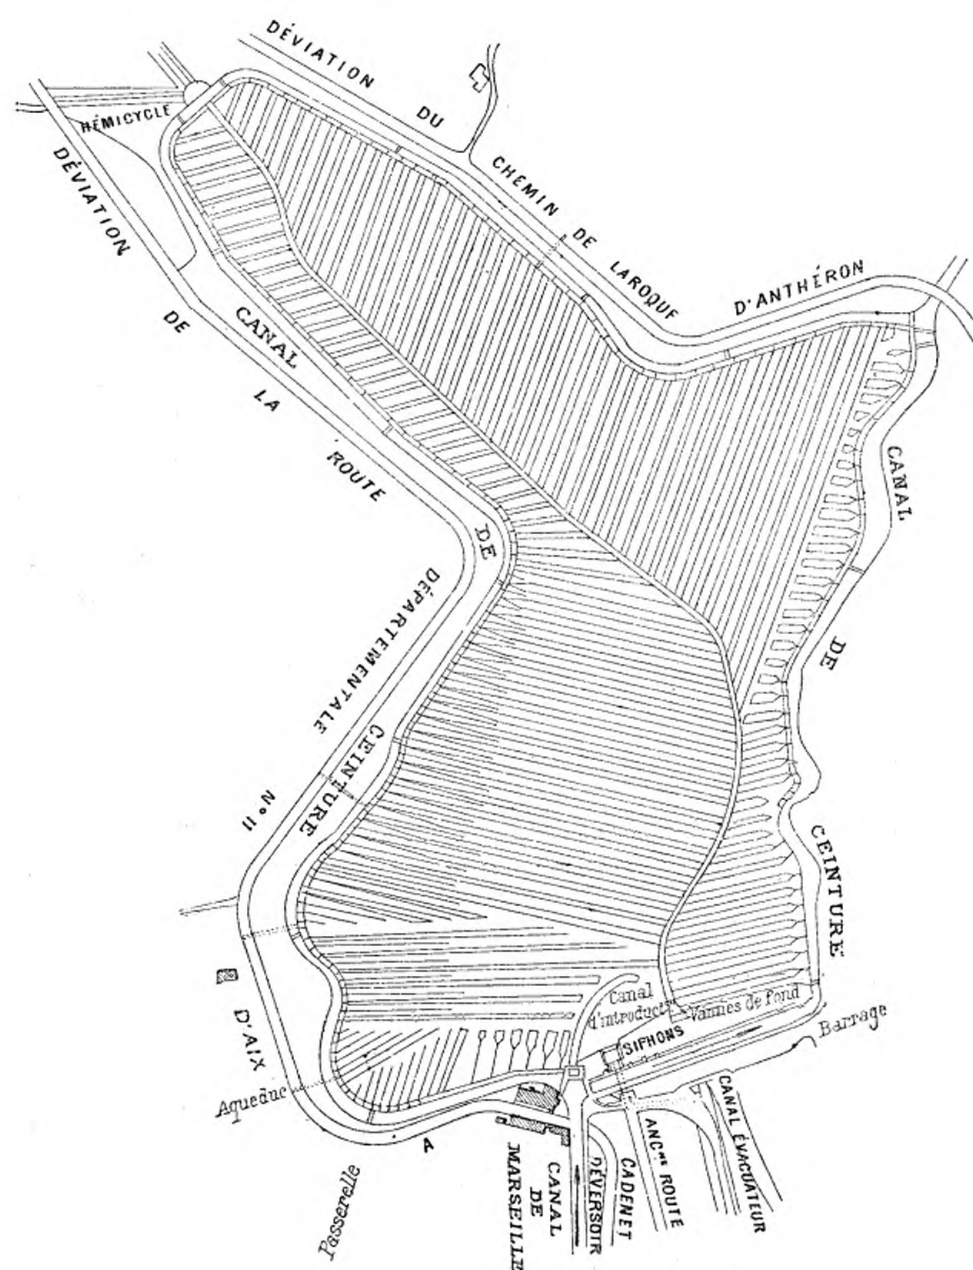 DÉVIATION DU CHEMIN DE LAROQUE D'ANTHÉRON
HÉMICYCLE
DÉVIATION DE LA ROUTE DÉPARTEMENTALE N° 11 D'AIX A CADENET
CANAL DE CEINTURE
CANAL DE CEINTURE
Canal
d'introduct
Vannes de fond
SIPHONS
Barrage
Aqueduc
Passerelle
CANAL
DE
MARSEILLE
DÉVERSOIR
ANCNE ROUTE
CANAL ÉVACUATEUR